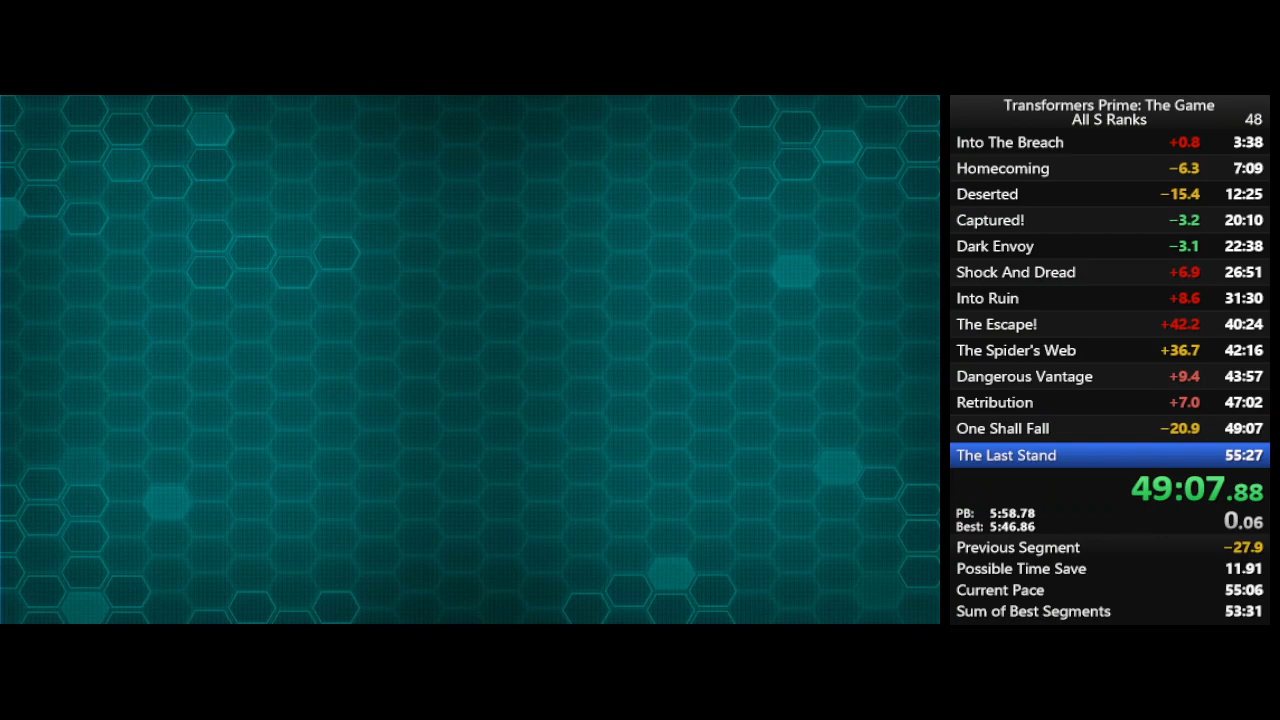 Transformers Prime: The Game
All S Ranks 48
Into The Breach +0.8 3:38
Homecoming −6.3 7:09
Deserted −15.4 12:25
Captured! −3.2 20:10
Dark Envoy −3.1 22:38
Shock And Dread +6.9 26:51
Into Ruin +8.6 31:30
The Escape! +42.2 40:24
The Spider's Web +36.7 42:16
Dangerous Vantage +9.4 43:57
Retribution +7.0 47:02
One Shall Fall −20.9 49:07
The Last Stand 55:27
49:07.88
PB: 5:58.78
Best: 5:46.86 0.06
Previous Segment −27.9
Possible Time Save 11.91
Current Pace 55:06
Sum of Best Segments 53:31